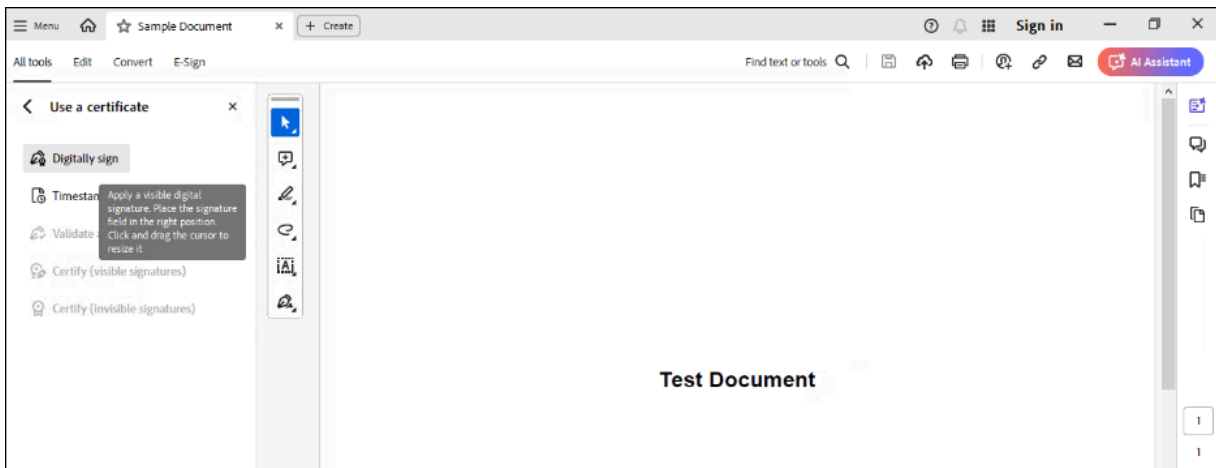 Menu
Sample Document
+ Create
Sign in
All tools Edit Convert E-Sign
Find text or tools
AI Assistant
Use a certificate
Digitally sign
Timestam
Apply a visible digital
signature. Place the signature
field in the right position.
Click and drag the cursor to
resize it
Validate
Certify (visible signatures)
Certify (invisible signatures)
Test Document
1
1